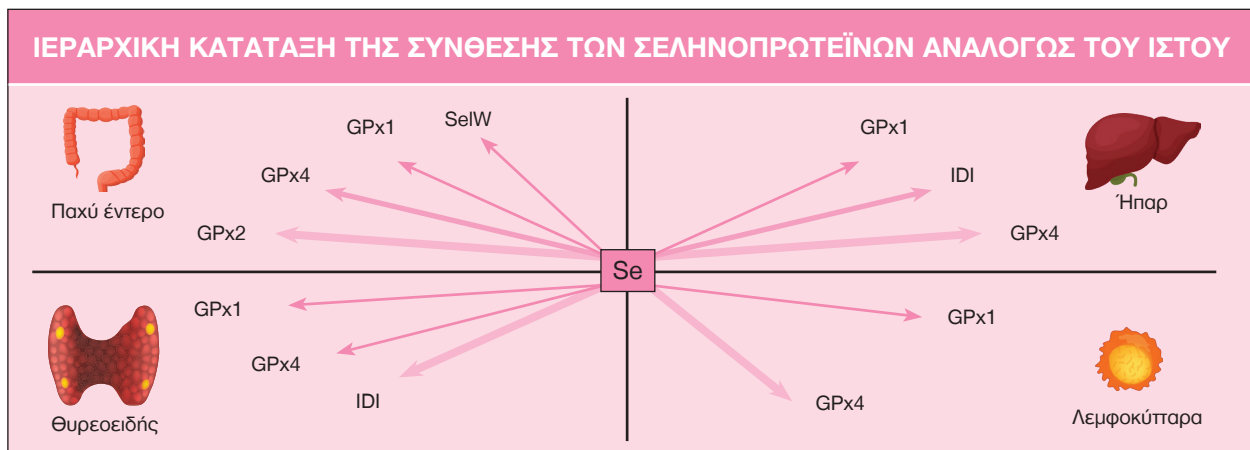 ΙΕΡΑΡΧΙΚΗ ΚΑΤΑΤΑΞΗ ΤΗΣ ΣΥΝΘΕΣΗΣ ΤΩΝ ΣΕΛΗΝΟΠΡΩΤΕΪΝΩΝ ΑΝΑΛΟΓΩΣ ΤΟΥ ΙΣΤΟΥ
Παχύ έντερο
GPx2
GPx4
GPx1
SelW
GPx1
IDI
GPx4
Ήπαρ
Se
GPx1
GPx4
IDI
Θυρεοειδής
GPx1
GPx4
Λεμφοκύτταρα